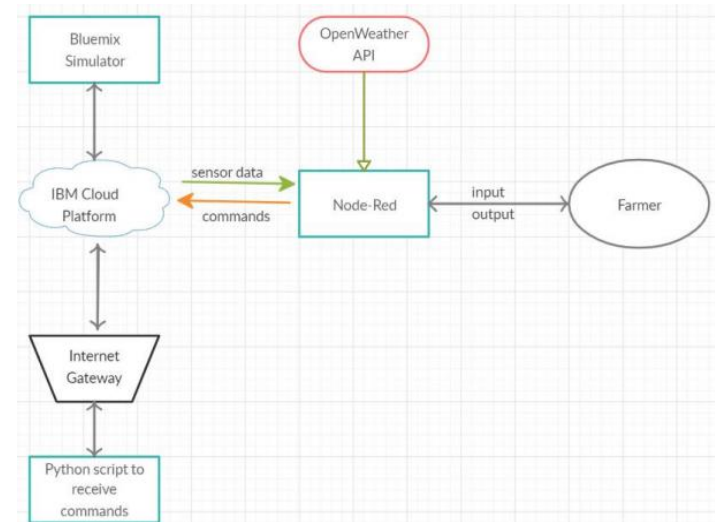 Bluemix
Simulator
OpenWeather
API
IBM Cloud
Platform
sensor data
commands
Node-Red
input
output
Farmer
Internet
Gateway
Python script to
receive
commands